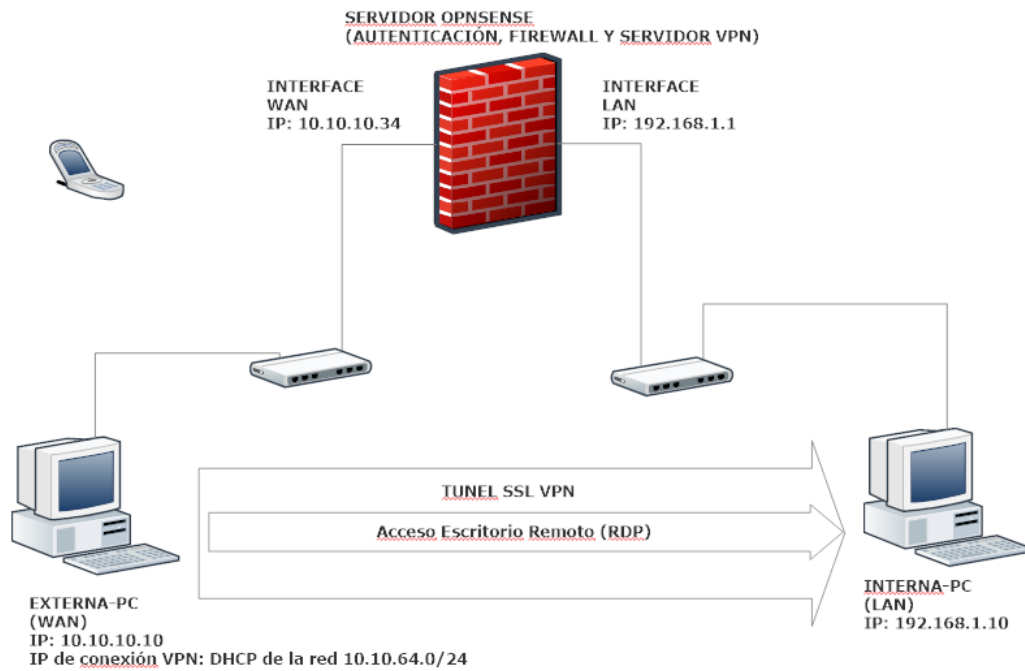 SERVIDOR OPNSENSE
(AUTENTICACIÓN, FIREWALL Y SERVIDOR VPN)
INTERFACE
WAN
IP: 10.10.10.34
INTERFACE
LAN
IP: 192.168.1.1
TUNEL SSL VPN
Acceso Escritorio Remoto (RDP)
EXTERNA-PC
(WAN)
IP: 10.10.10.10
IP de conexión VPN: DHCP de la red 10.10.64.0/24
INTERNA-PC
(LAN)
IP: 192.168.1.10